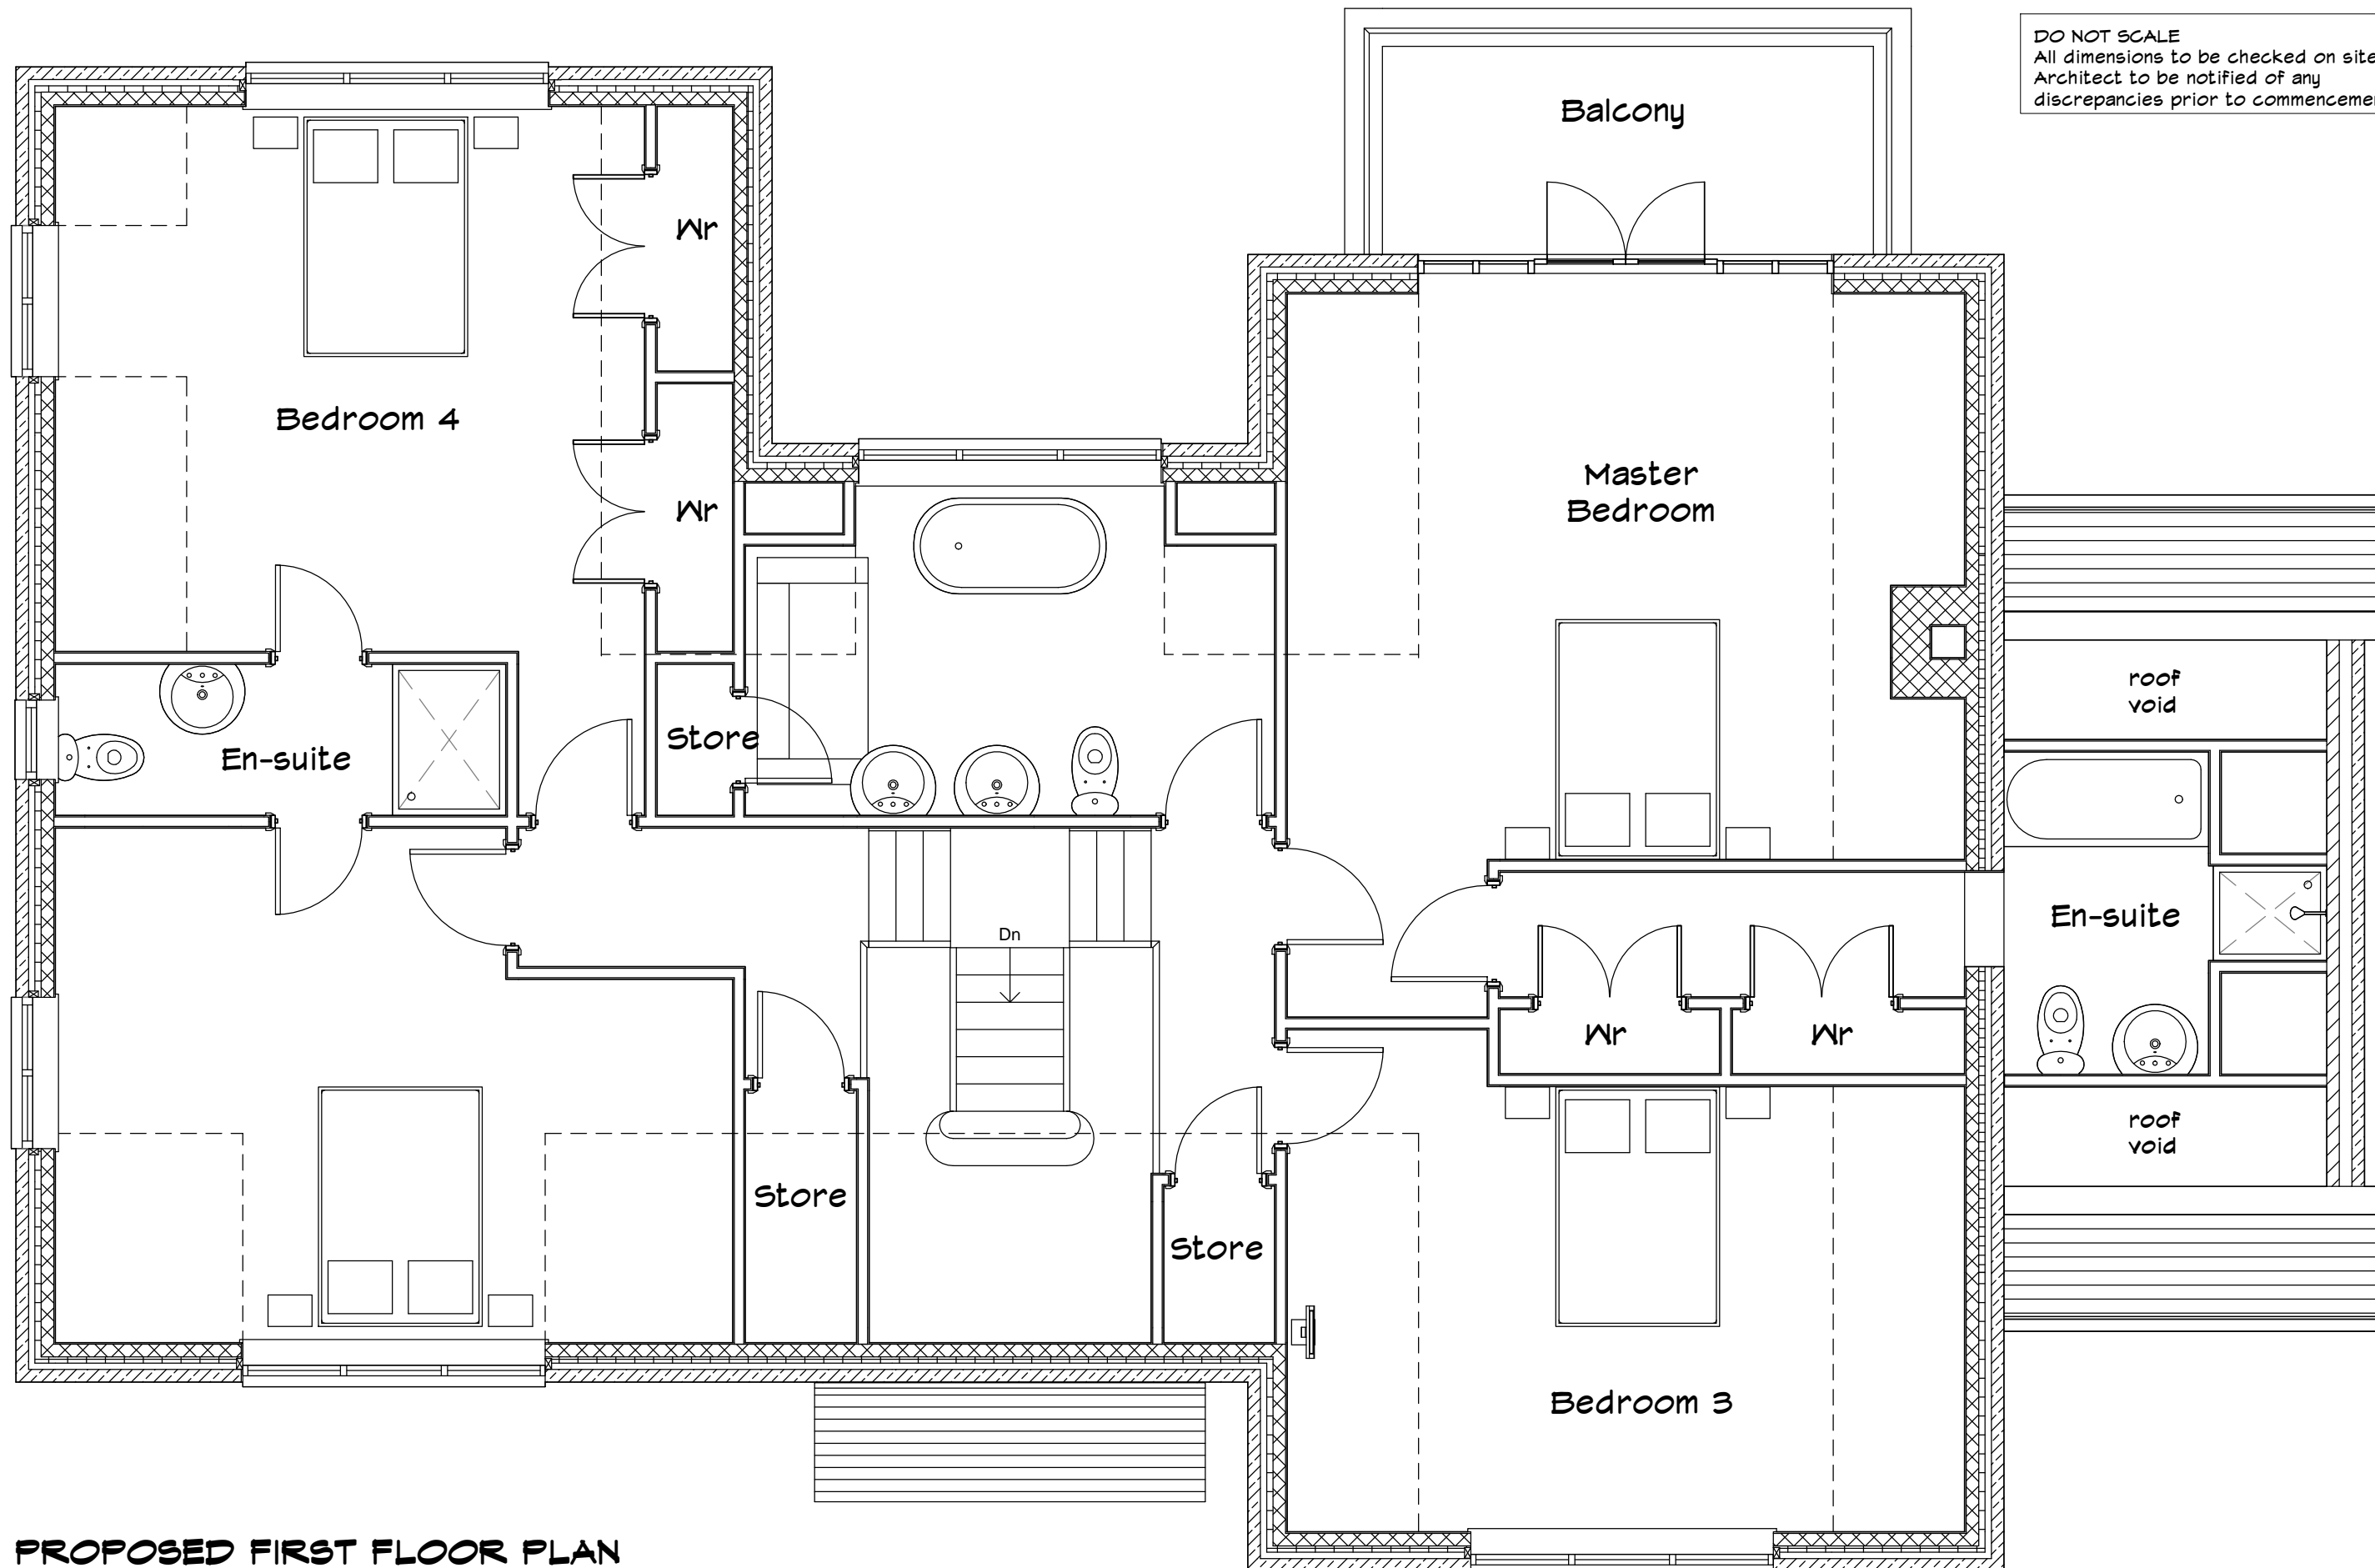 DO NOT SCALE
All dimensions to be checked on site
Architect to be notified of any
discrepancies prior to
Balcony
Wr
Bedroom 4
Master
Bedroom
Wr
roof
void
Store
En-suite
En-suite
Dn
Wr
Wr
roof
void
Store
Store
Bedroom 3
PROPOSED FIRST FLOOR PLAN